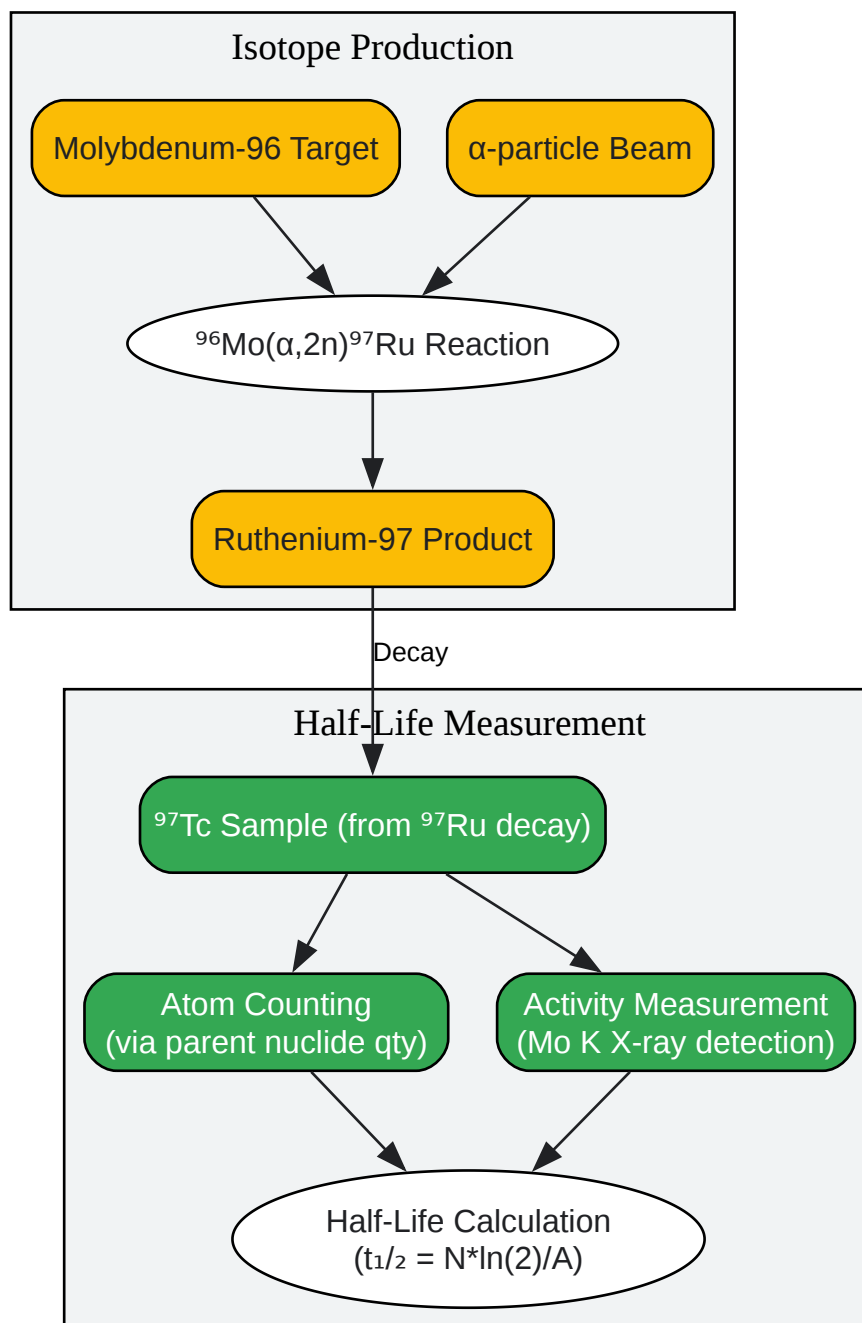 Isotope Production
Molybdenum-96 Target
α-particle Beam
⁹⁶Mo(α,2n)⁹⁷Ru Reaction
Ruthenium-97 Product
Decay
Half-Life Measurement
⁹⁷Tc Sample (from ⁹⁷Ru decay)
Atom Counting
(via parent nuclide qty)
Activity Measurement
(Mo K X-ray detection)
Half-Life Calculation
(t₁/₂ = N*ln(2)/A)